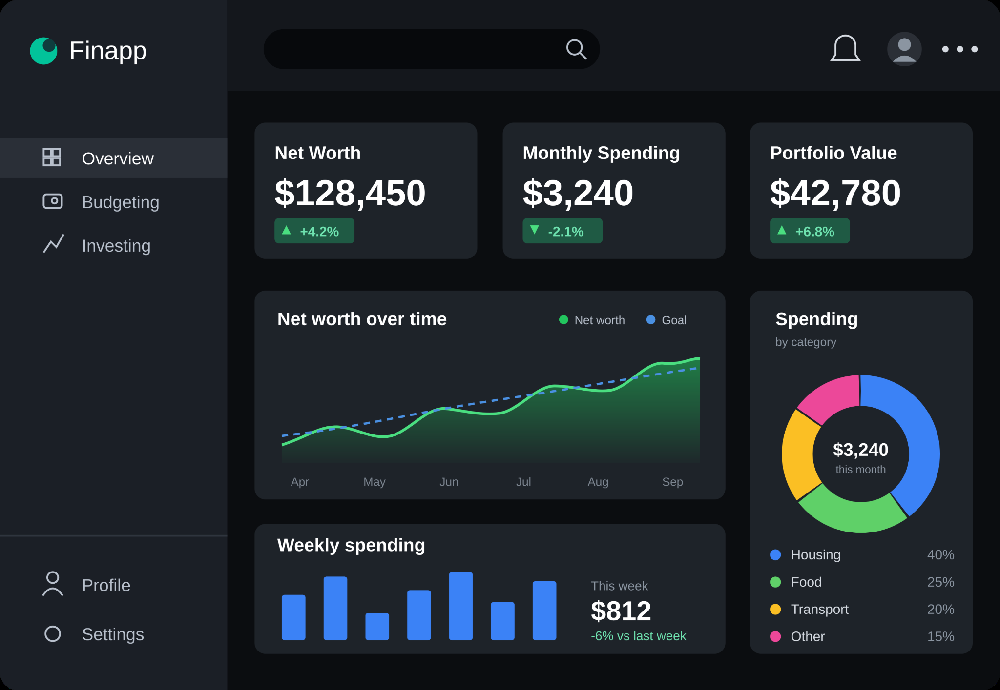 Finapp
Overview
Budgeting
Investing
Profile
Settings
Net Worth
$128,450
+4.2%
Monthly Spending
$3,240
-2.1%
Portfolio Value
$42,780
+6.8%
Net worth over time
Net worth
Goal
Apr May Jun Jul Aug Sep
Weekly spending
This week
$812
-6% vs last week
Spending
by category
$3,240
this month
Housing 40%
Food 25%
Transport 20%
Other 15%